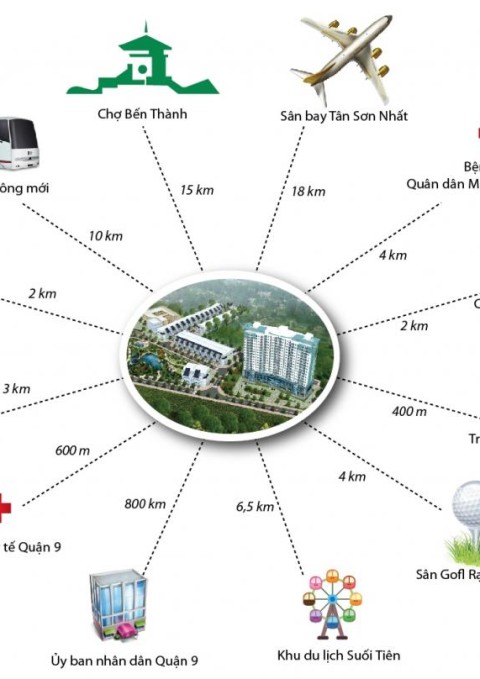 Chợ Bến Thành
Sân bay Tân Sơn Nhất
Bện
Quân dân M
ông mới
15 km
18 km
10 km
4 km
2 km
C
2 km
3 km
400 m
Tr
600 m
4 km
800 km
6,5 km
tế Quận 9
Sân Gofl Rạ
Ủy ban nhân dân Quận 9
Khu du lịch Suối Tiên